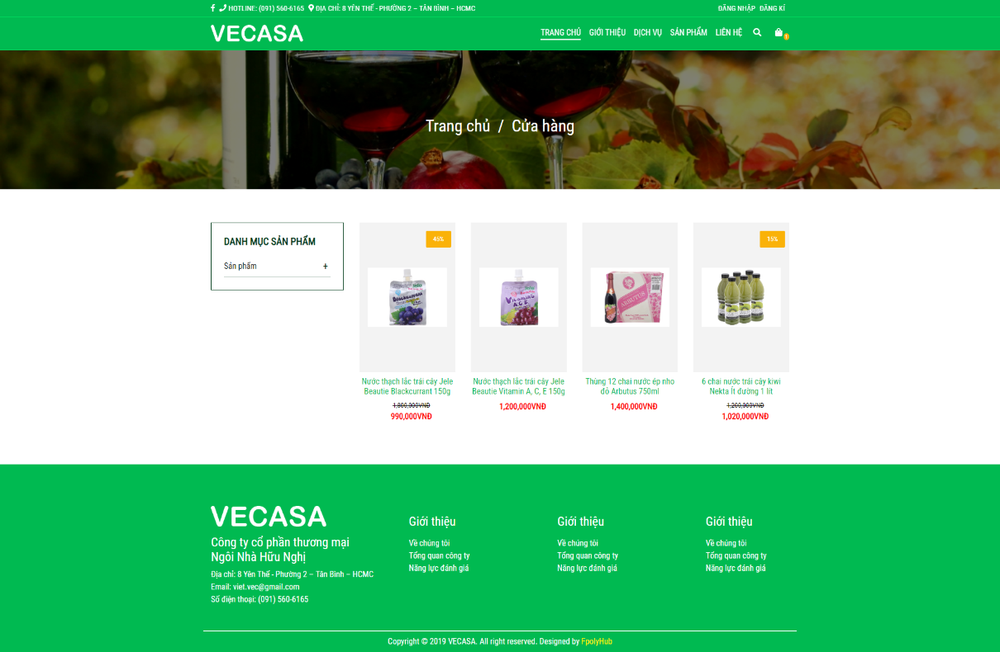 HOTLINE: (091) 560-6165 ĐỊA CHỈ: 8 YÊN THẾ - PHƯỜNG 2 – TÂN BÌNH – HCMC
ĐĂNG NHẬP ĐĂNG KÍ
VECASA
TRANG CHỦ GIỚI THIỆU DỊCH VỤ SẢN PHẨM LIÊN HỆ
Trang chủ / Cửa hàng
DANH MỤC SẢN PHẨM
Sản phẩm +
45%
Nước thạch lắc trái cây Jele
Beautie Blackcurrant 150g
1,800,000VNĐ
990,000VNĐ
Nước thạch lắc trái cây Jele
Beautie Vitamin A, C, E 150g
1,200,000VNĐ
ARBUTUS
Thùng 12 chai nước ép nho
đỏ Arbutus 750ml
1,400,000VNĐ
15%
6 chai nước trái cây kiwi
Nekta Ít đường 1 lít
1,200,000VNĐ
1,020,000VNĐ
VECASA
Công ty cổ phần thương mại
Ngôi Nhà Hữu Nghị
Địa chỉ: 8 Yên Thế - Phường 2 – Tân Bình – HCMC
Email: viet.vec@gmail.com
Số điện thoại: (091) 560-6165
Giới thiệu
Về chúng tôi
Tổng quan công ty
Năng lực đánh giá
Giới thiệu
Về chúng tôi
Tổng quan công ty
Năng lực đánh giá
Giới thiệu
Về chúng tôi
Tổng quan công ty
Năng lực đánh giá
Copyright © 2019 VECASA. All right reserved. Designed by FpolyHub